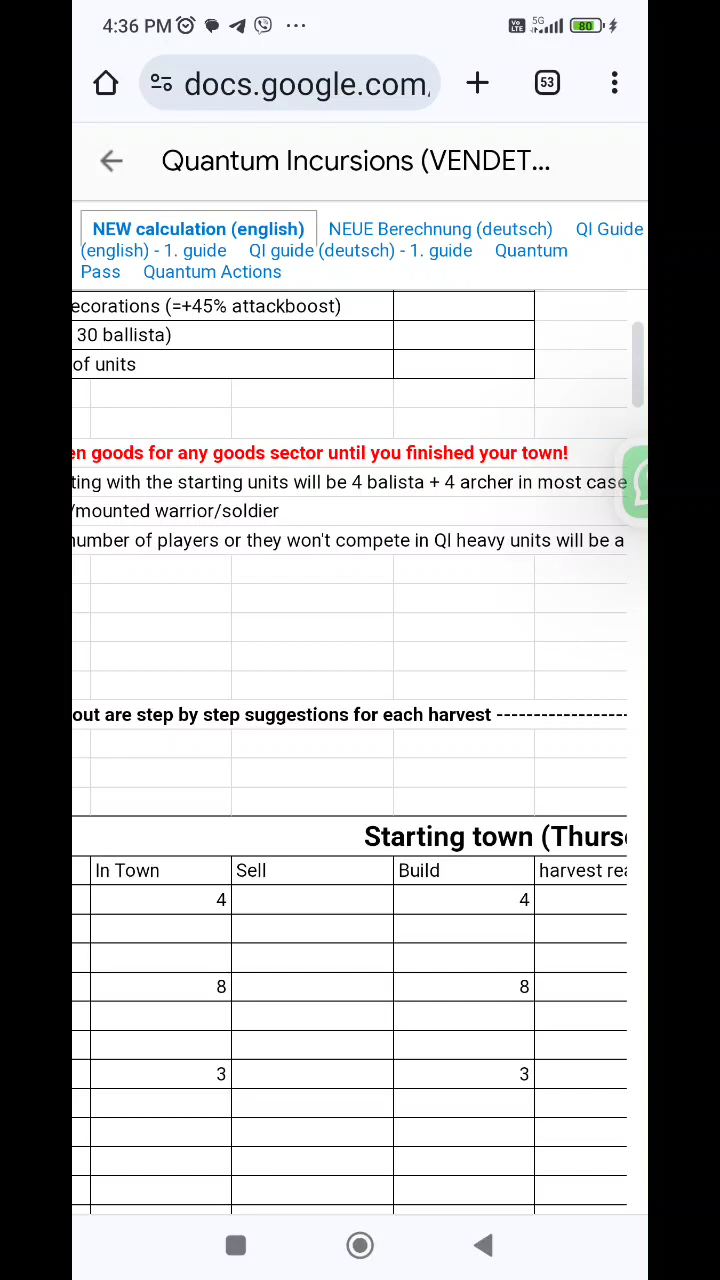 4:36 PM
Vo LTE 5G 80
docs.google.com,
53
Quantum Incursions (VENDET...
NEW calculation (english) NEUE Berechnung (deutsch) QI Guide
(english) - 1. guide QI guide (deutsch) - 1. guide Quantum
Pass Quantum Actions
ecorations (=+45% attackboost)
30 ballista)
of units
en goods for any goods sector until you finished your town!
ting with the starting units will be 4 balista + 4 archer in most case
/mounted warrior/soldier
number of players or they won't compete in QI heavy units will be a
out are step by step suggestions for each harvest ------------------
Starting town (Thurs
In Town Sell Build harvest rea
4 4
8 8
3 3